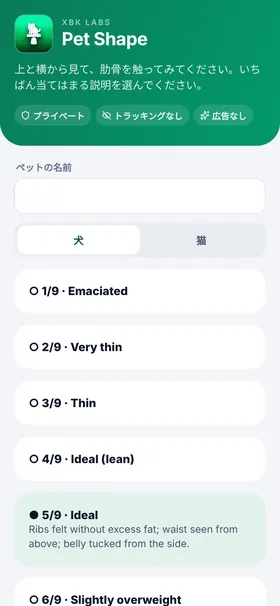 XBK LABS
Pet Shape
上と横から見て、肋骨を触ってみてください。いち
ばん当てはまる説明を選んでください。
プライベート
トラッキングなし
広告なし
ペットの名前
犬
猫
1/9 · Emaciated
2/9 · Very thin
3/9 · Thin
4/9 · Ideal (lean)
5/9 · Ideal
Ribs felt without excess fat; waist seen from
above; belly tucked from the side.
6/9 · Slightly overweight